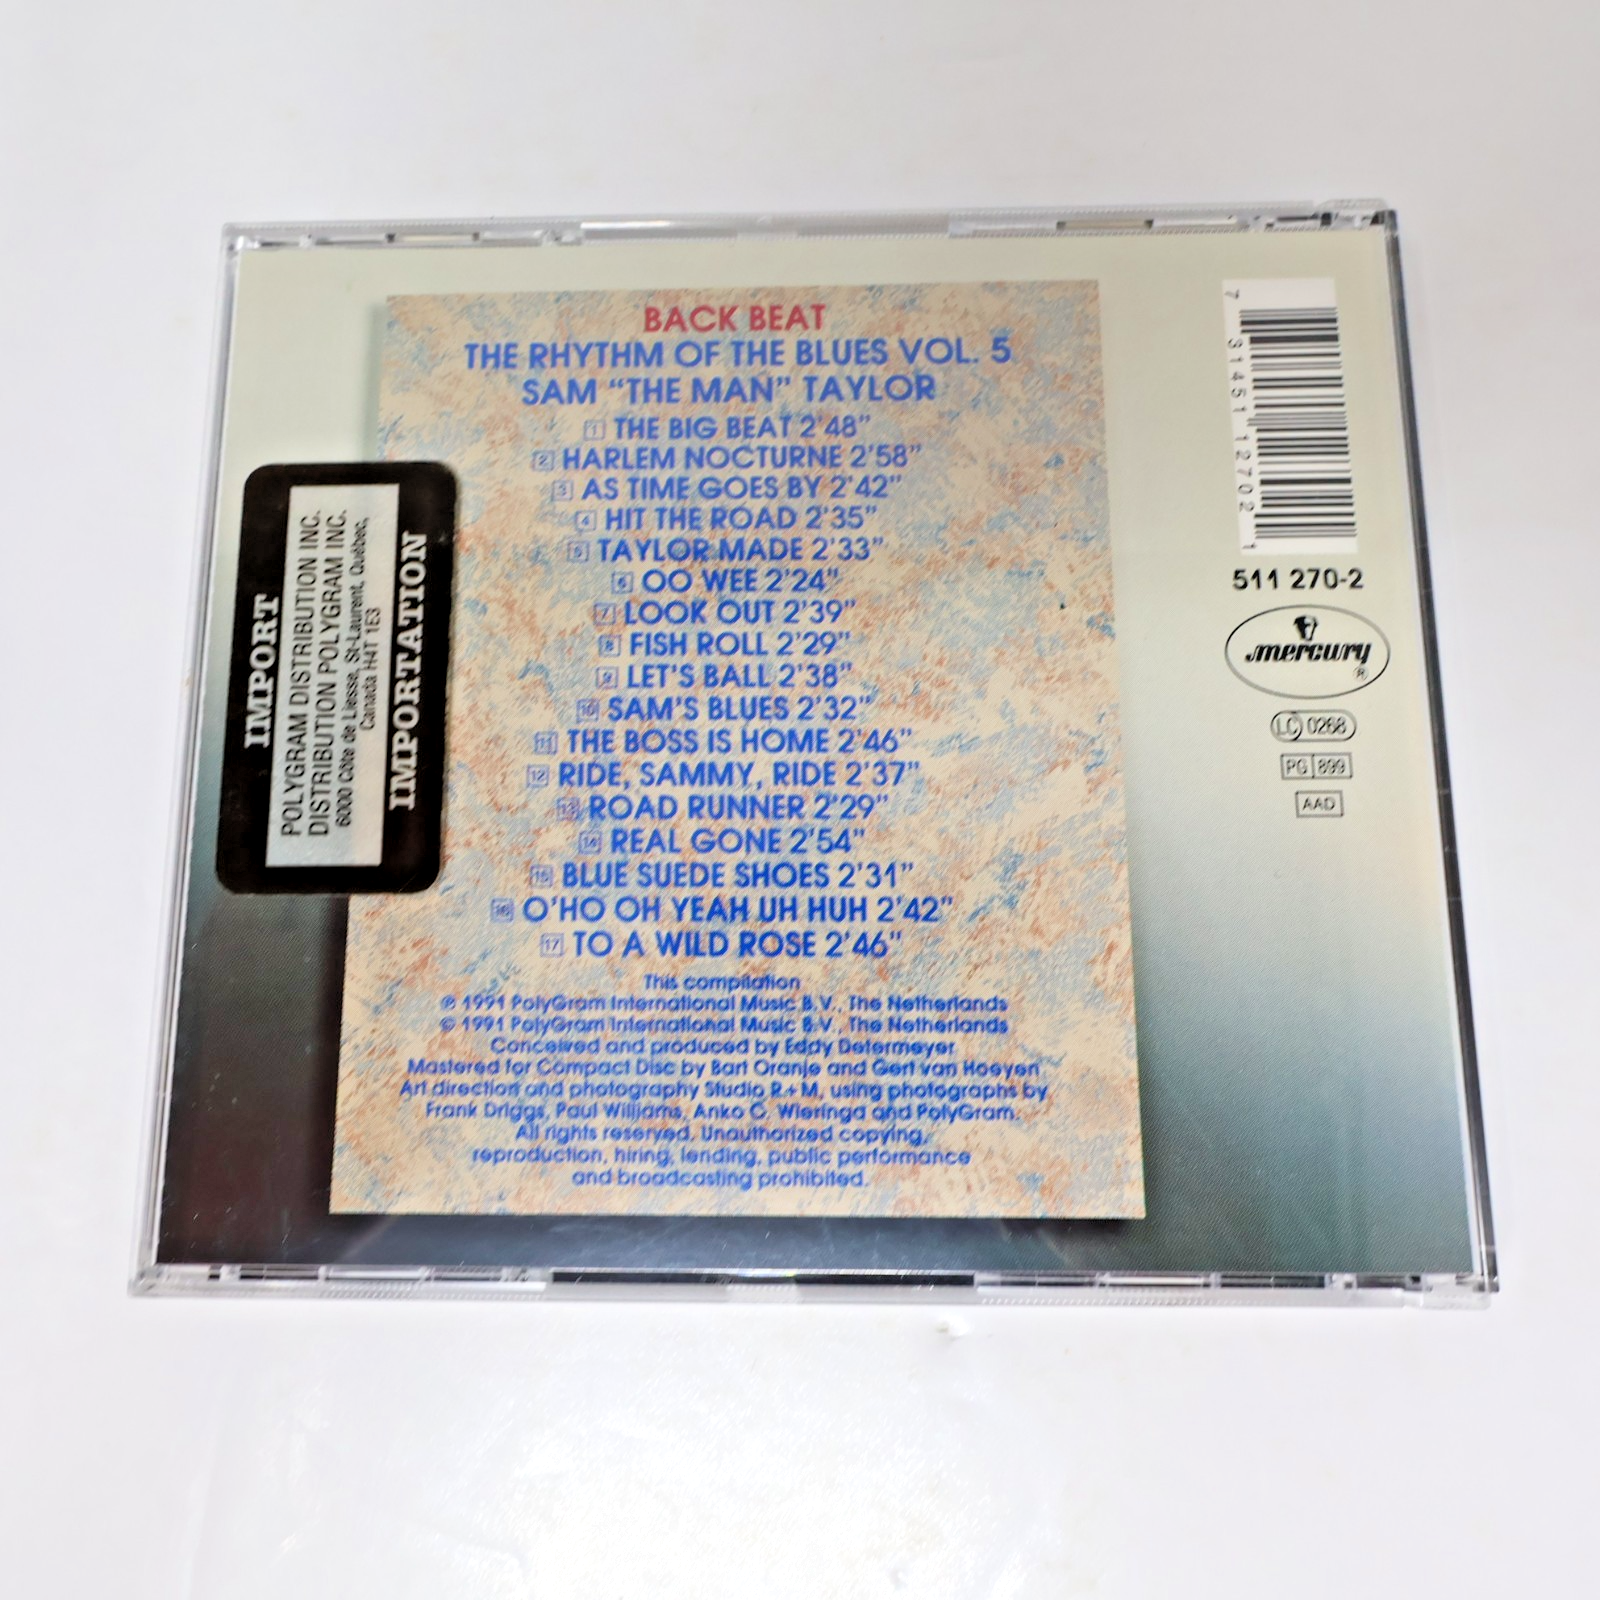 BACK BEAT
THE RHYTHM OF THE BLUES VOL. 5
SAM “THE MAN” TAYLOR
1 THE BIG BEAT 2'48”
2 HARLEM NOCTURNE 2'58”
3 AS TIME GOES BY 2'42”
4 HIT THE ROAD 2'35”
5 TAYLOR MADE 2'33”
6 OO WEE 2'24”
7 LOOK OUT 2'39”
8 FISH ROLL 2'29”
9 LET'S BALL 2'38”
10 SAM'S BLUES 2'32”
11 THE BOSS IS HOME 2'46”
12 RIDE, SAMMY, RIDE 2'37”
13 ROAD RUNNER 2'29”
14 REAL GONE 2'54”
15 BLUE SUEDE SHOES 2'31”
16 O'HO OH YEAH UH HUH 2'42”
17 TO A WILD ROSE 2'46”
This compilation
℗ 1991 PolyGram International Music B.V., The Netherlands
© 1991 PolyGram International Music B.V., The Netherlands
Conceived and produced by Eddy Determeyer
Mastered for Compact Disc by Bart Oranje and Gert van Hoeyen
Art direction and photography Studio R+M, using photographs by
Frank Driggs, Paul Williams, Anko C. Wieringa and PolyGram.
All rights reserved. Unauthorized copying,
reproduction, hiring, lending, public performance
and broadcasting prohibited.
IMPORT
POLYGRAM DISTRIBUTION INC.
DISTRIBUTION POLYGRAM INC.
6000 Côte de Liesse, St-Laurent, Québec,
Canada H4T 1E3
IMPORTATION
7 31451 12702 1
511 270-2
mercury ®
LC 0268
PG 899
AAD